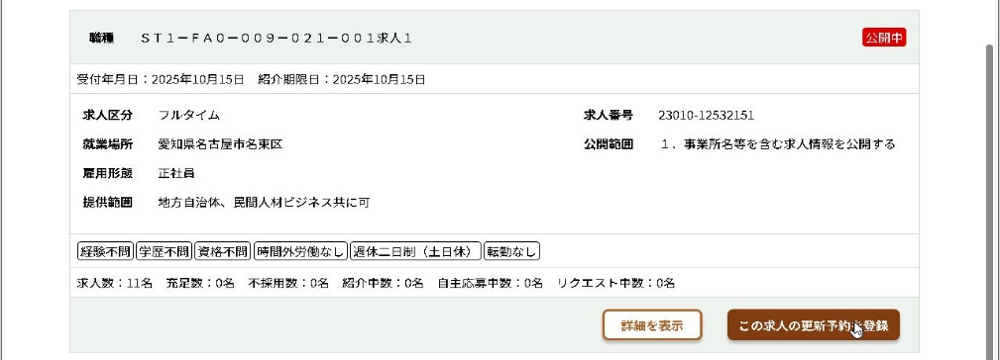 職種 ＳＴ１－ＦＡ０－００９－０２１－００１求人１ 公開中
受付年月日：2025年10月15日 紹介期限日：2025年10月15日
求人区分 フルタイム 求人番号 23010-12532151
就業場所 愛知県名古屋市名東区 公開範囲 １．事業所名等を含む求人情報を公開する
雇用形態 正社員
提供範囲 地方自治体、民間人材ビジネス共に可
経験不問 学歴不問 資格不問 時間外労働なし 週休二日制（土日休） 転勤なし
求人数：11名 充足数：0名 不採用数：0名 紹介中数：0名 自主応募中数：0名 リクエスト中数：0名
詳細を表示 この求人の更新予約を登録